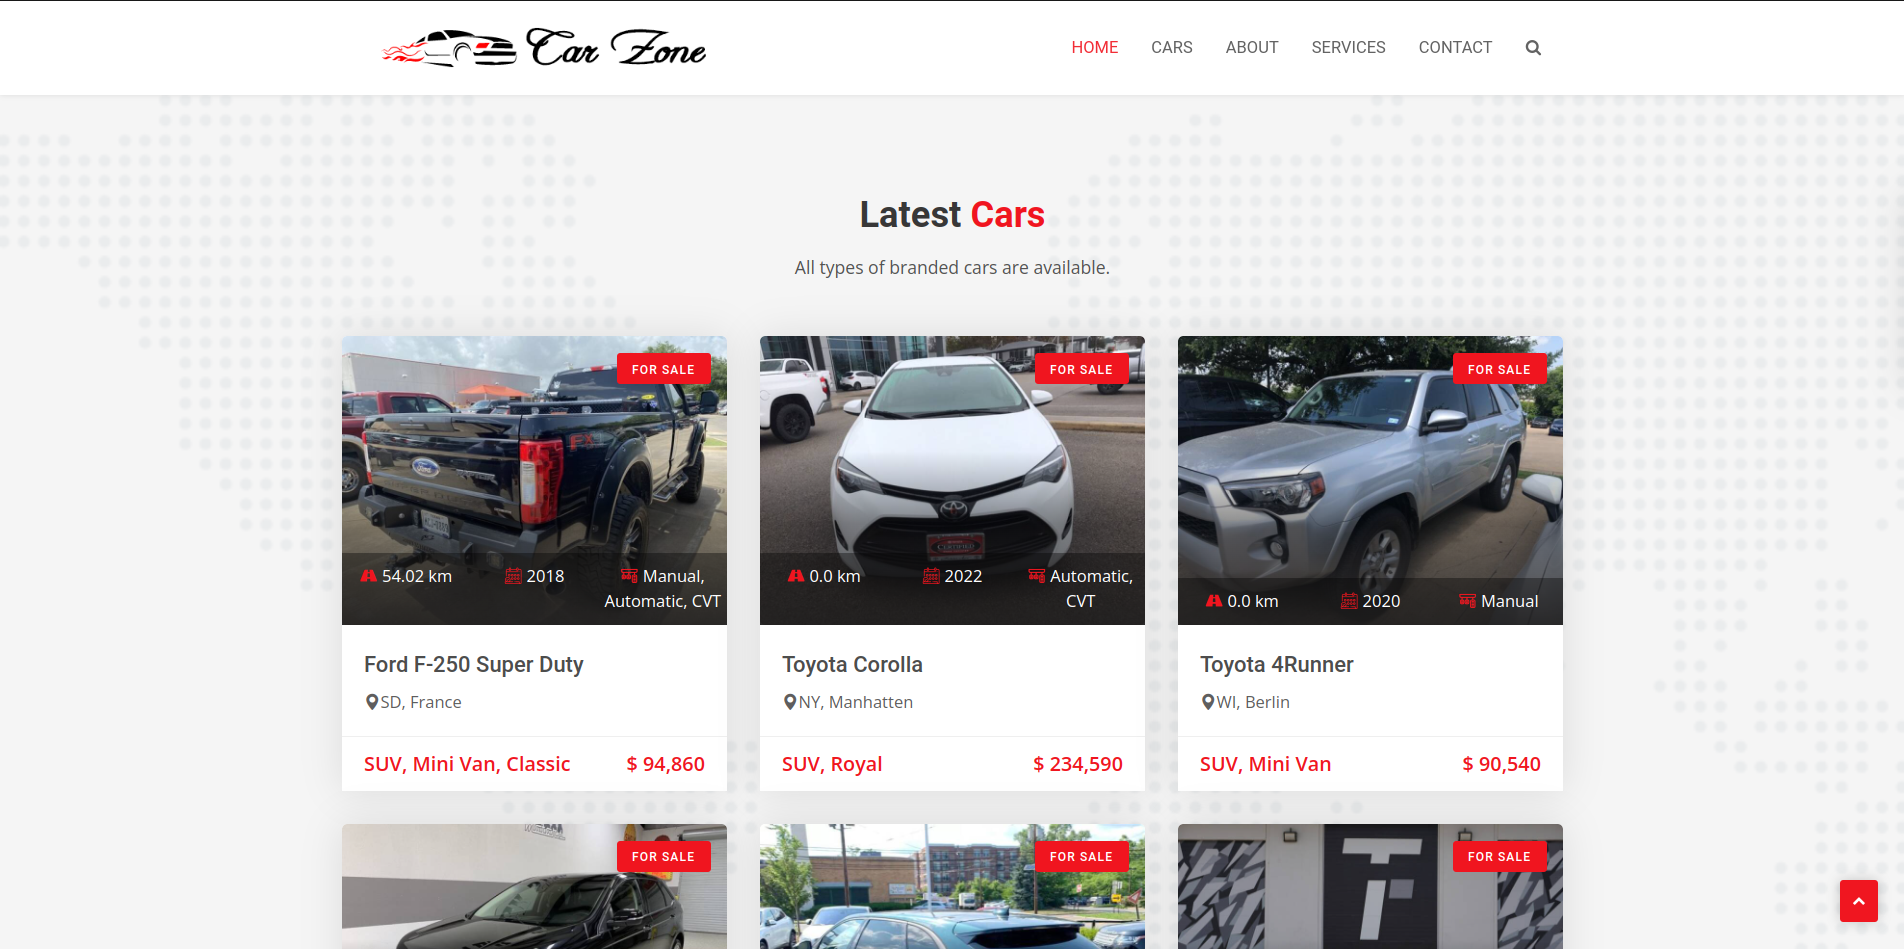 Car Zone
HOME CARS ABOUT SERVICES CONTACT
Latest Cars
All types of branded cars are available.
FOR SALE
54.02 km 2018 Manual, Automatic, CVT
Ford F-250 Super Duty
SD, France
SUV, Mini Van, Classic $ 94,860
FOR SALE
CERTIFIED
0.0 km 2022 Automatic, CVT
Toyota Corolla
NY, Manhatten
SUV, Royal $ 234,590
FOR SALE
0.0 km 2020 Manual
Toyota 4Runner
WI, Berlin
SUV, Mini Van $ 90,540
FOR SALE
FOR SALE
FOR SALE